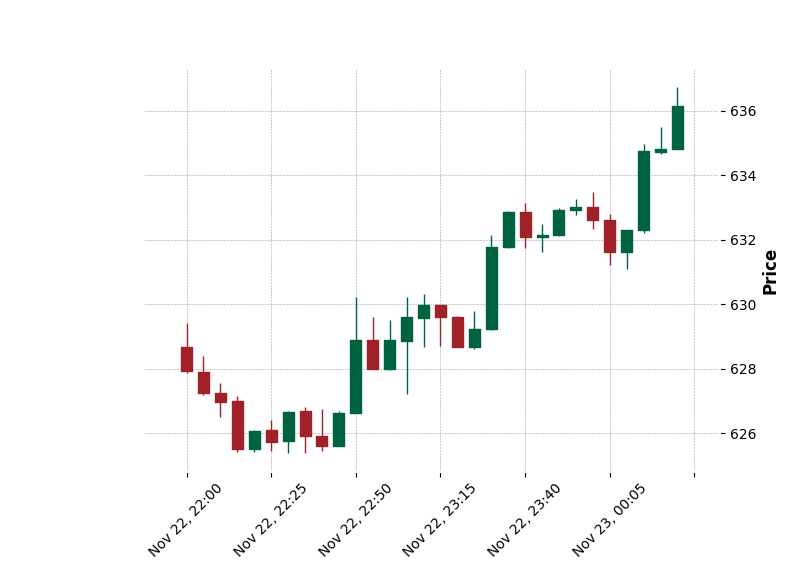 636
634
632
630
628
626
Price
Nov 22, 22:00
Nov 22, 22:25
Nov 22, 22:50
Nov 22, 23:15
Nov 22, 23:40
Nov 23, 00:05